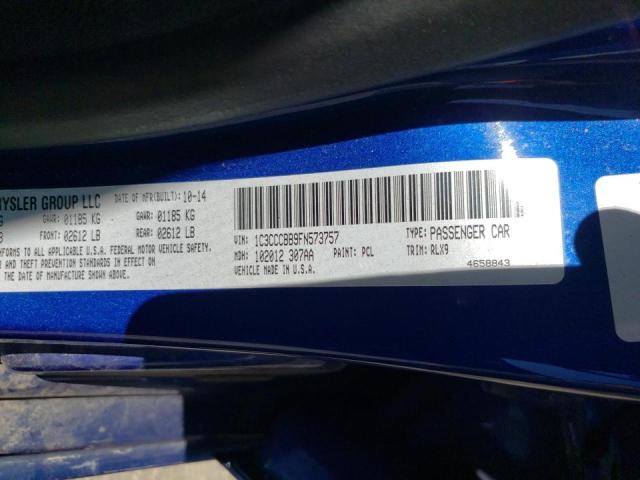 RYSLER GROUP LLC DATE OF MFR(BUILT): 10-14
GAWR: 01185 KG GAWR: 01185 KG
FRONT: 02612 LB REAR: 02612 LB
NFORMS TO ALL APPLICABLE U.S.A. FEDERAL MOTOR VEHICLE SAFETY,
AND THEFT PREVENTION STANDARDS IN EFFECT ON
THE DATE OF MANUFACTURE SHOWN ABOVE.
VIN: 1C3CCCBB9FN573757 TYPE: PASSENGER CAR
MDH: 102012 307AA PAINT: PCL TRIM: RLX9
VEHICLE MADE IN U.S.A. 4658843